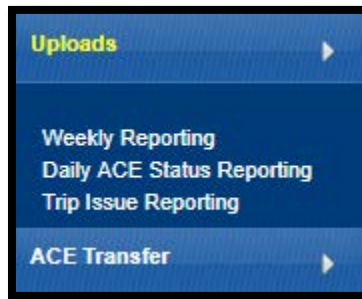 Uploads
Weekly Reporting
Daily ACE Status Reporting
Trip Issue Reporting
ACE Transfer